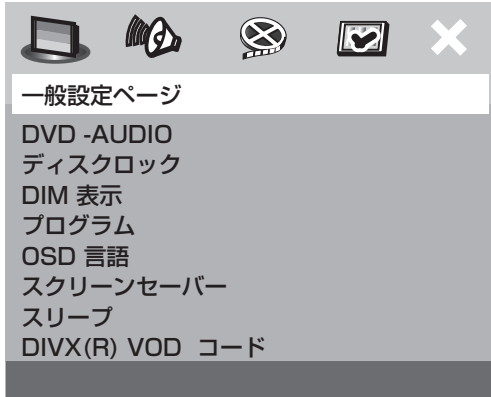 一般設定ページ
DVD -AUDIO
ディスクロック
DIM 表示
プログラム
OSD 言語
スクリーンセーバー
スリープ
DIVX(R) VOD コード